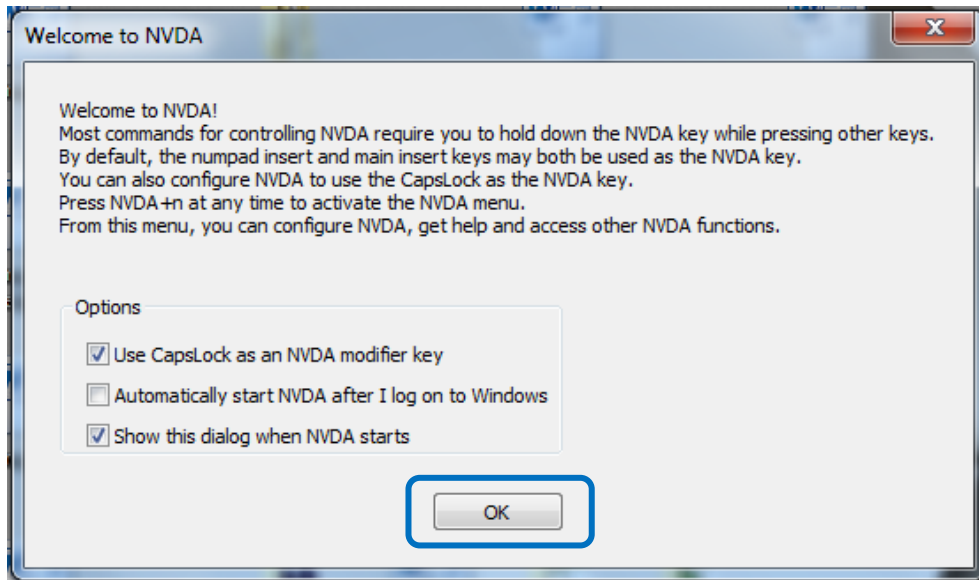 Welcome to NVDA
Welcome to NVDA!
Most commands for controlling NVDA require you to hold down the NVDA key while pressing other keys.
By default, the numpad insert and main insert keys may both be used as the NVDA key.
You can also configure NVDA to use the CapsLock as the NVDA key.
Press NVDA+n at any time to activate the NVDA menu.
From this menu, you can configure NVDA, get help and access other NVDA functions.
Options
Use CapsLock as an NVDA modifier key
Automatically start NVDA after I log on to Windows
Show this dialog when NVDA starts
OK